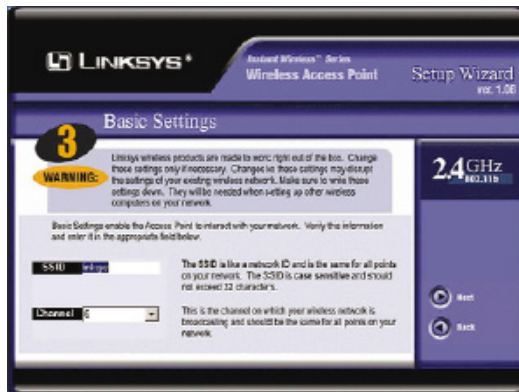 LINKSYS®
Instant Wireless™ Series
Wireless Access Point
Setup Wizard
ver. 1.06
Basic Settings
3
WARNING:
Linksys wireless products are made to work right out of the box. Change
these settings only if necessary. Changes to these settings may disrupt
the settings of your existing wireless network. Make sure to write these
settings down. They will be needed when setting up other wireless
computers on your network.
2.4GHz
802.11b
Basic Settings enable the Access Point to interact with your network. Verify the information
and enter it in the appropriate field below.
SSID linksys
The SSID is like a network ID and is the same for all points
on your network. The SSID is case sensitive and should
not exceed 32 characters.
Channel 6
This is the channel on which your wireless network is
broadcasting and should be the same for all points on your
network.
Next
Back